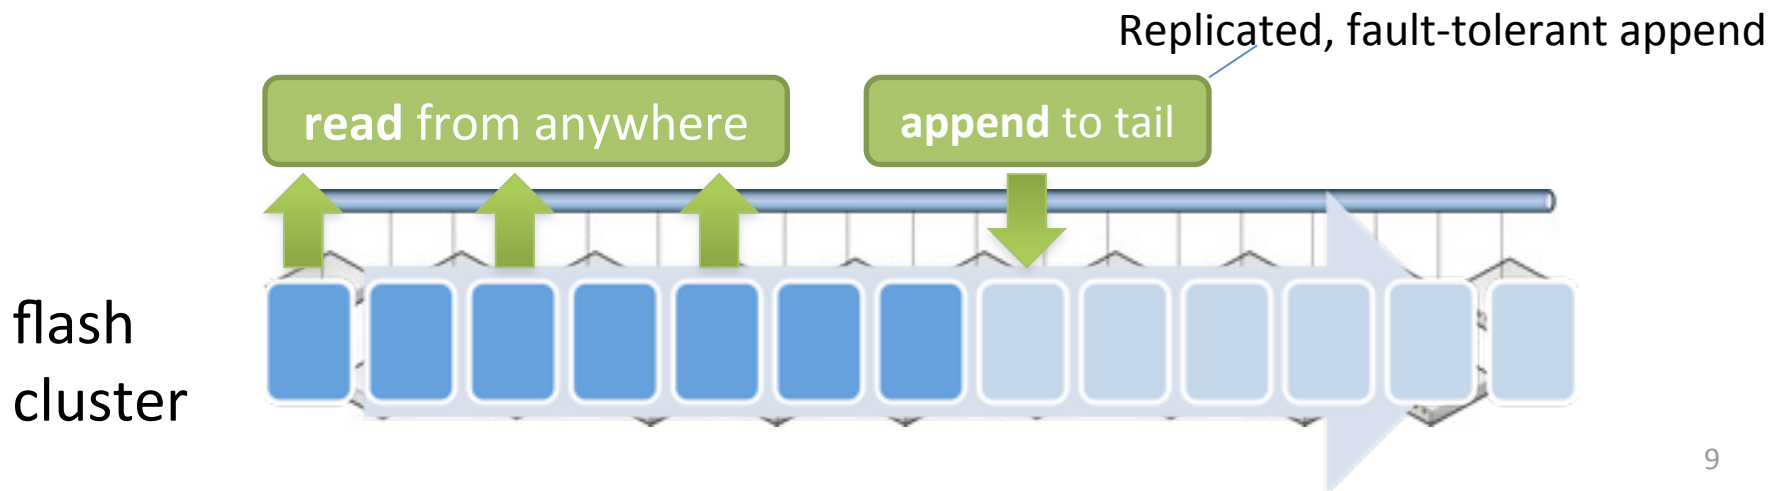 Replicated, fault-tolerant append
read from anywhere
append to tail
flash
cluster
9